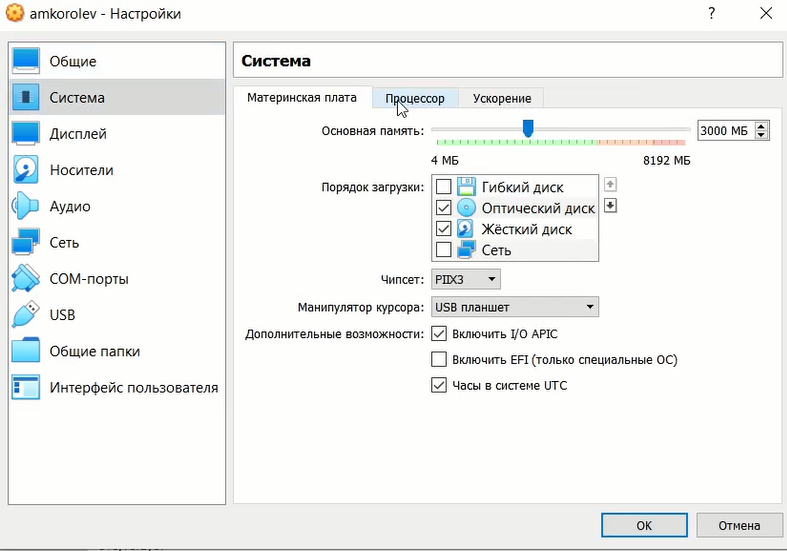 amkorolev - Настройки
?
Общие
Система
Дисплей
Носители
Аудио
Сеть
COM-порты
USB
Общие папки
Интерфейс пользователя
Система
Материнская плата Процессор Ускорение
Основная память: 3000 МБ
4 МБ 8192 МБ
Порядок загрузки: Гибкий диск
Оптический диск
Жёсткий диск
Сеть
Чипсет: PIIX3
Манипулятор курсора: USB планшет
Дополнительные возможности: Включить I/O APIC
Включить EFI (только специальные ОС)
Часы в системе UTC
OK Отмена